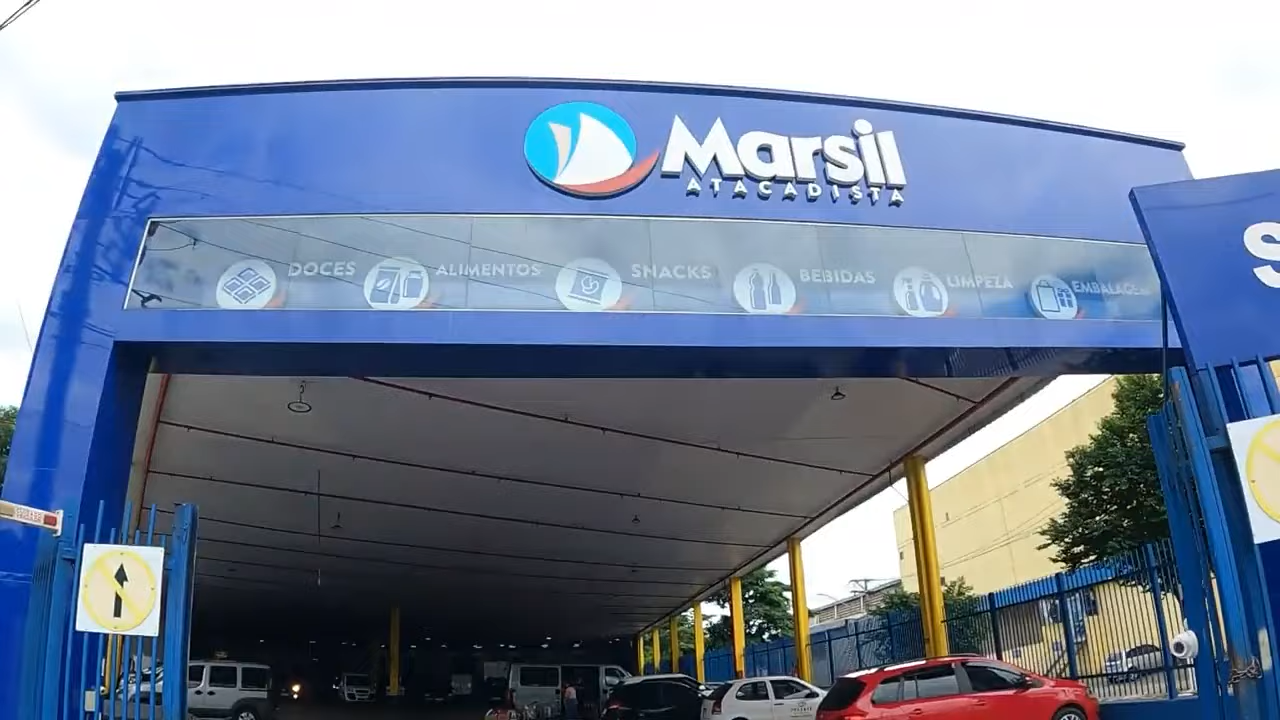 Marsil
ATACADISTA
DOCES
ALIMENTOS
SNACKS
BEBIDAS
LIMPEZA
S